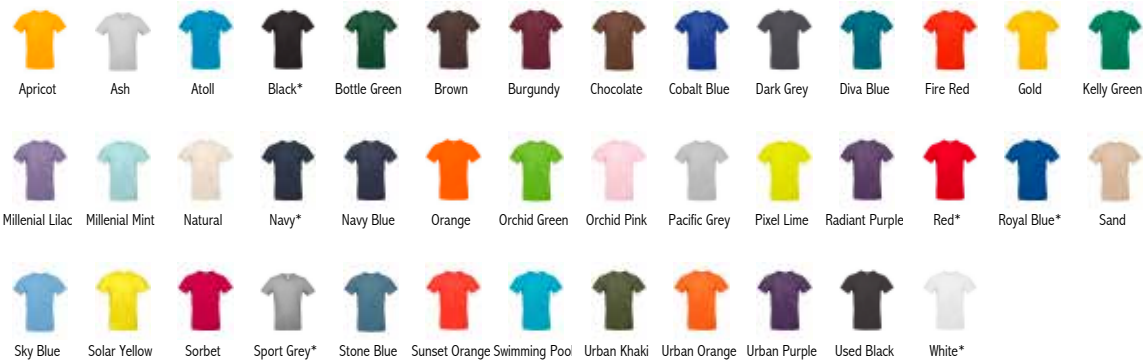 Apricot Ash Atoll Black* Bottle Green Brown Burgundy Chocolate Cobalt Blue Dark Grey Diva Blue Fire Red Gold Kelly Green
Millenial Lilac Millenial Mint Natural Navy* Navy Blue Orange Orchid Green Orchid Pink Pacific Grey Pixel Lime Radiant Purple Red* Royal Blue* Sand
Sky Blue Solar Yellow Sorbet Sport Grey* Stone Blue Sunset Orange Swimming Pool Urban Khaki Urban Orange Urban Purple Used Black White*